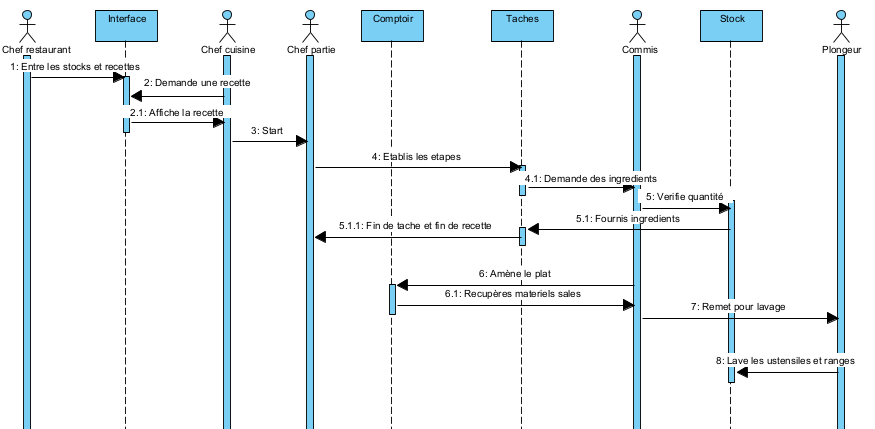 Interface
Comptoir
Taches
Stock
Chef restaurant
Chef cuisine
Chef partie
Commis
Plongeur
1: Entre les stocks et recettes
2: Demande une recette
2.1: Affiche la recette
3: Start
4: Etablis les etapes
4.1: Demande des ingredients
5: Verifie quantité
5.1: Fournis ingredients
5.1.1: Fin de tache et fin de recette
6: Amène le plat
6.1: Recupères materiels sales
7: Remet pour lavage
8: Lave les ustensiles et ranges